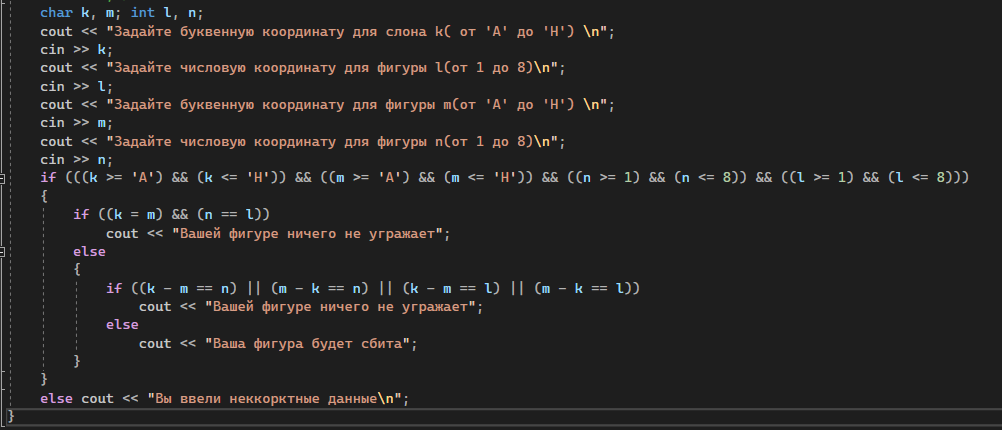 char k, m; int l, n;
cout << "Задайте буквенную координату для слона k( от 'A' до 'H') \n";
cin >> k;
cout << "Задайте числовую координату для фигуры l(от 1 до 8)\n";
cin >> l;
cout << "Задайте буквенную координату для фигуры m(от 'A' до 'H') \n";
cin >> m;
cout << "Задайте числовую координату для фигуры n(от 1 до 8)\n";
cin >> n;
if (((k >= 'A') && (k <= 'H')) && ((m >= 'A') && (m <= 'H')) && ((n >= 1) && (n <= 8)) && ((l >= 1) && (l <= 8)))
{
if ((k = m) && (n == l))
cout << "Вашей фигуре ничего не угражает";
else
{
if ((k - m == n) || (m - k == n) || (k - m == l) || (m - k == l))
cout << "Вашей фигуре ничего не угражает";
else
cout << "Ваша фигура будет сбита";
}
}
else cout << "Вы ввели неккорктные данные\n";
}